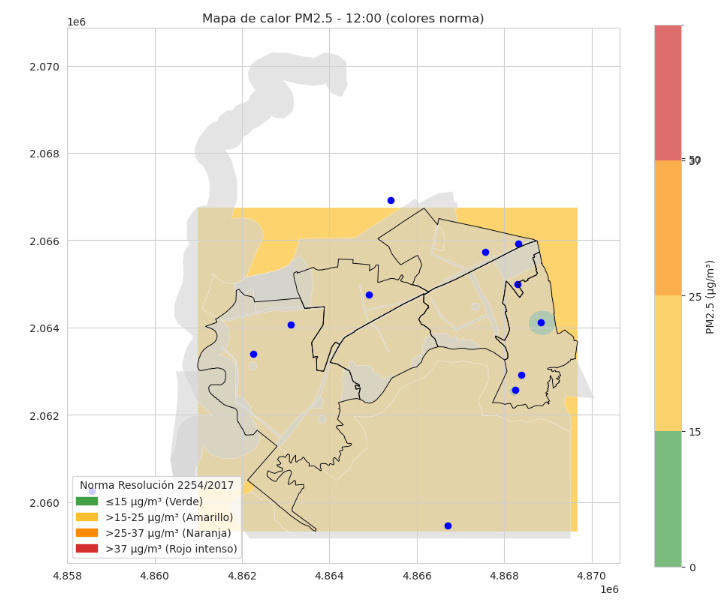 Mapa de calor PM2.5 - 12:00 (colores norma)
1e6
2.070
2.068
2.066
2.064
2.062
2.060
4.858
4.860
4.862
4.864
4.866
4.868
4.870
1e6
Norma Resolución 2254/2017
≤15 µg/m³ (Verde)
>15-25 µg/m³ (Amarillo)
>25-37 µg/m³ (Naranja)
>37 µg/m³ (Rojo intenso)
25
15
0
PM2.5 (µg/m³)